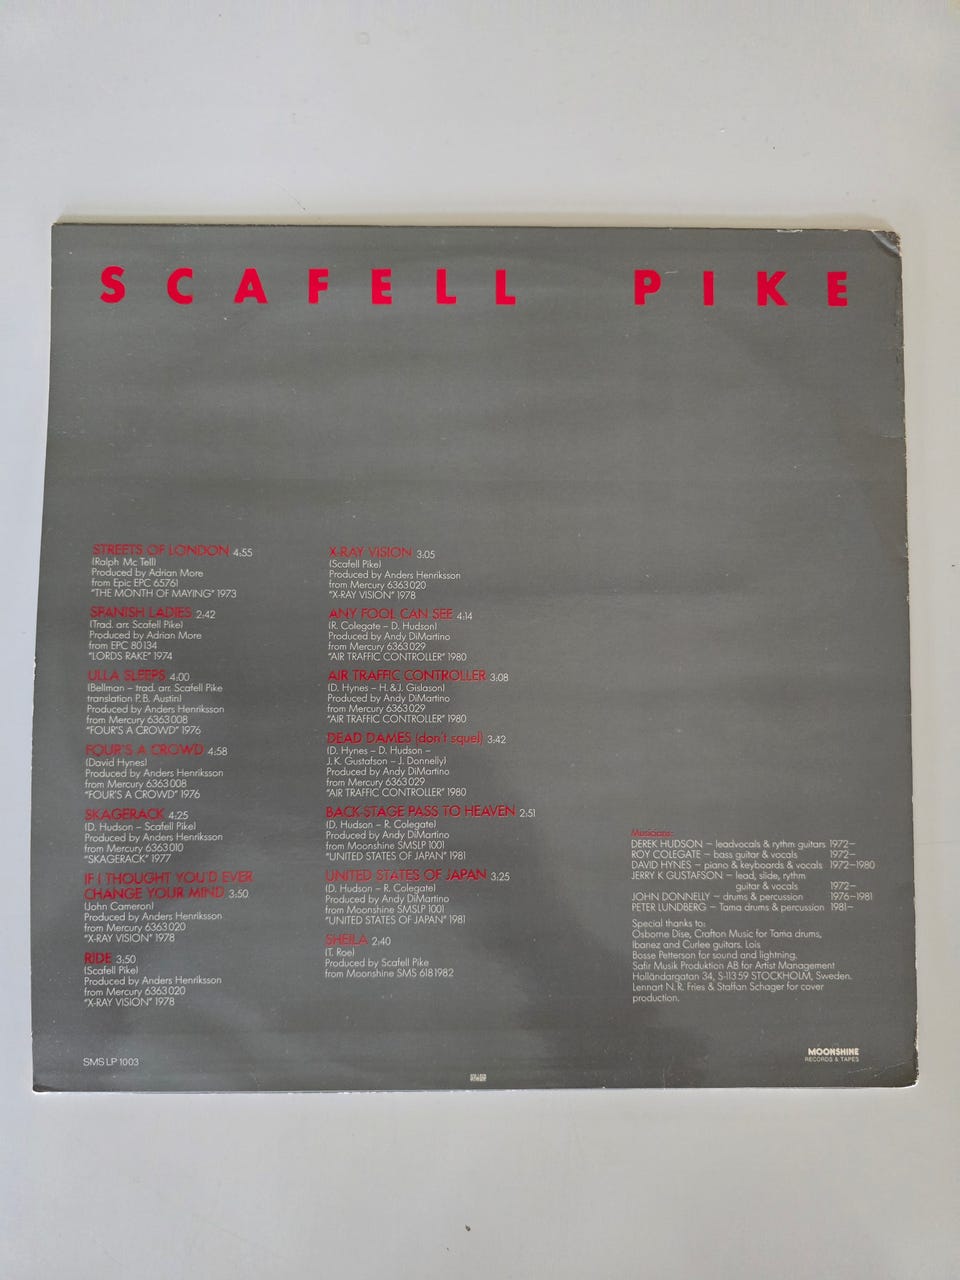 SCAFELL PIKE
STREETS OF LONDON 4:55
(Ralph Mc Tell)
Produced by Adrian More
from Epic EPC 65761
"THE MONTH OF MAYING" 1973
SPANISH LADIES 2:42
(Trad. arr. Scafell Pike)
Produced by Adrian More
from EPC 80134
"LORDS RAKE" 1974
ULLA SLEEPS 4:00
(Bellman – trad. arr. Scafell Pike
translation P.B. Austin)
Produced by Anders Henriksson
from Mercury 6363008
"FOUR'S A CROWD" 1976
FOUR'S A CROWD 4:58
(David Hynes)
Produced by Anders Henriksson
from Mercury 6363008
"FOUR'S A CROWD" 1976
SKAGERACK 4:25
(D. Hudson – Scafell Pike)
Produced by Anders Henriksson
from Mercury 6363010
"SKAGERACK" 1977
IF I THOUGHT YOU'D EVER
CHANGE YOUR MIND 3:50
(John Cameron)
Produced by Anders Henriksson
from Mercury 6363020
"X-RAY VISION" 1978
RIDE 3:50
(Scafell Pike)
Produced by Anders Henriksson
from Mercury 6363020
"X-RAY VISION" 1978
X-RAY VISION 3:05
(Scafell Pike)
Produced by Anders Henriksson
from Mercury 6363020
"X-RAY VISION" 1978
ANY FOOL CAN SEE 4:14
(R. Colegate – D. Hudson)
Produced by Andy DiMartino
from Mercury 6363029
"AIR TRAFFIC CONTROLLER" 1980
AIR TRAFFIC CONTROLLER 3:08
(D. Hynes – H. & J. Gislason)
Produced by Andy DiMartino
from Mercury 6363029
"AIR TRAFFIC CONTROLLER" 1980
DEAD DAMES (don't squel) 3:42
(D. Hynes – D. Hudson –
J. K. Gustafson – J. Donnelly)
Produced by Andy DiMartino
from Mercury 6363029
"AIR TRAFFIC CONTROLLER" 1980
BACK-STAGE PASS TO HEAVEN 2:51
(D. Hudson – R. Colegate)
Produced by Andy DiMartino
from Moonshine SMSLP 1001
"UNITED STATES OF JAPAN" 1981
UNITED STATES OF JAPAN 3:25
(D. Hudson – R. Colegate)
Produced by Andy DiMartino
from Moonshine SMSLP 1001
"UNITED STATES OF JAPAN" 1981
SHEILA 2:40
(T. Roe)
Produced by Scafell Pike
from Moonshine SMS 618 1982
Musicians:
DEREK HUDSON – leadvocals & rythm guitars 1972–
ROY COLEGATE – bass guitar & vocals 1972–
DAVID HYNES – piano & keyboards & vocals 1972–1980
JERRY K GUSTAFSON – lead, slide, rythm
guitar & vocals 1972–
JOHN DONNELLY – drums & percussion 1976–1981
PETER LUNDBERG – Tama drums & percussion 1981–
Special thanks to:
Osborne Dise, Crafton Music for Tama drums,
Ibanez and Curlee guitars. Lois
Bosse Petterson for sound and lightning.
Safir Musik Produktion AB for Artist Management
Holländargatan 34, S-113 59 STOCKHOLM, Sweden.
Lennart N. R. Fries & Staffan Schager for cover
production.
SMS LP 1003
MOONSHINE
RECORDS & TAPES